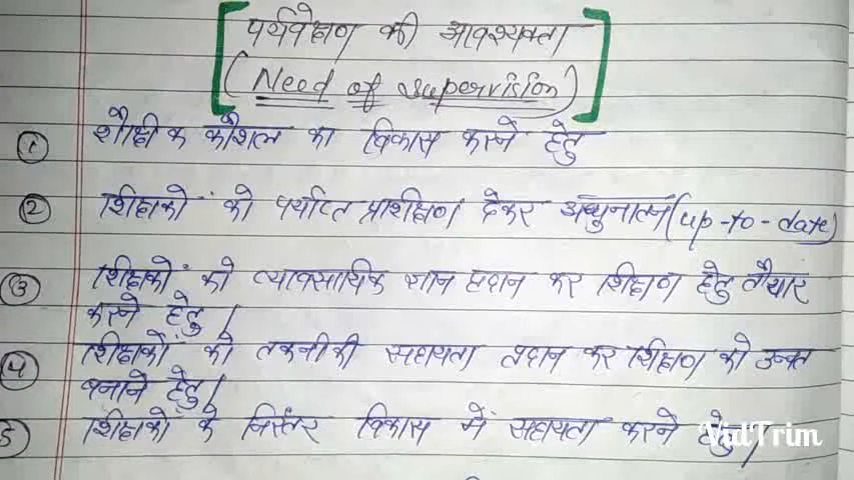 पर्यवेक्षण की आवश्यकता
(Need of Supervision)
① शैक्षिक कौशल का विकास करने हेतु
② शिक्षकों को पर्याप्त प्रशिक्षण देकर अधुनातन (up-to-date)
③ शिक्षकों को व्यावसायिक ज्ञान प्रदान कर शिक्षण हेतु तैयार
करने हेतु।
④ शिक्षकों को तकनीकी सहायता प्रदान कर शिक्षण को उन्नत
बनाने हेतु।
5 शिक्षकों के निरंतर विकास में सहायता करने हेतु।
VidTrim